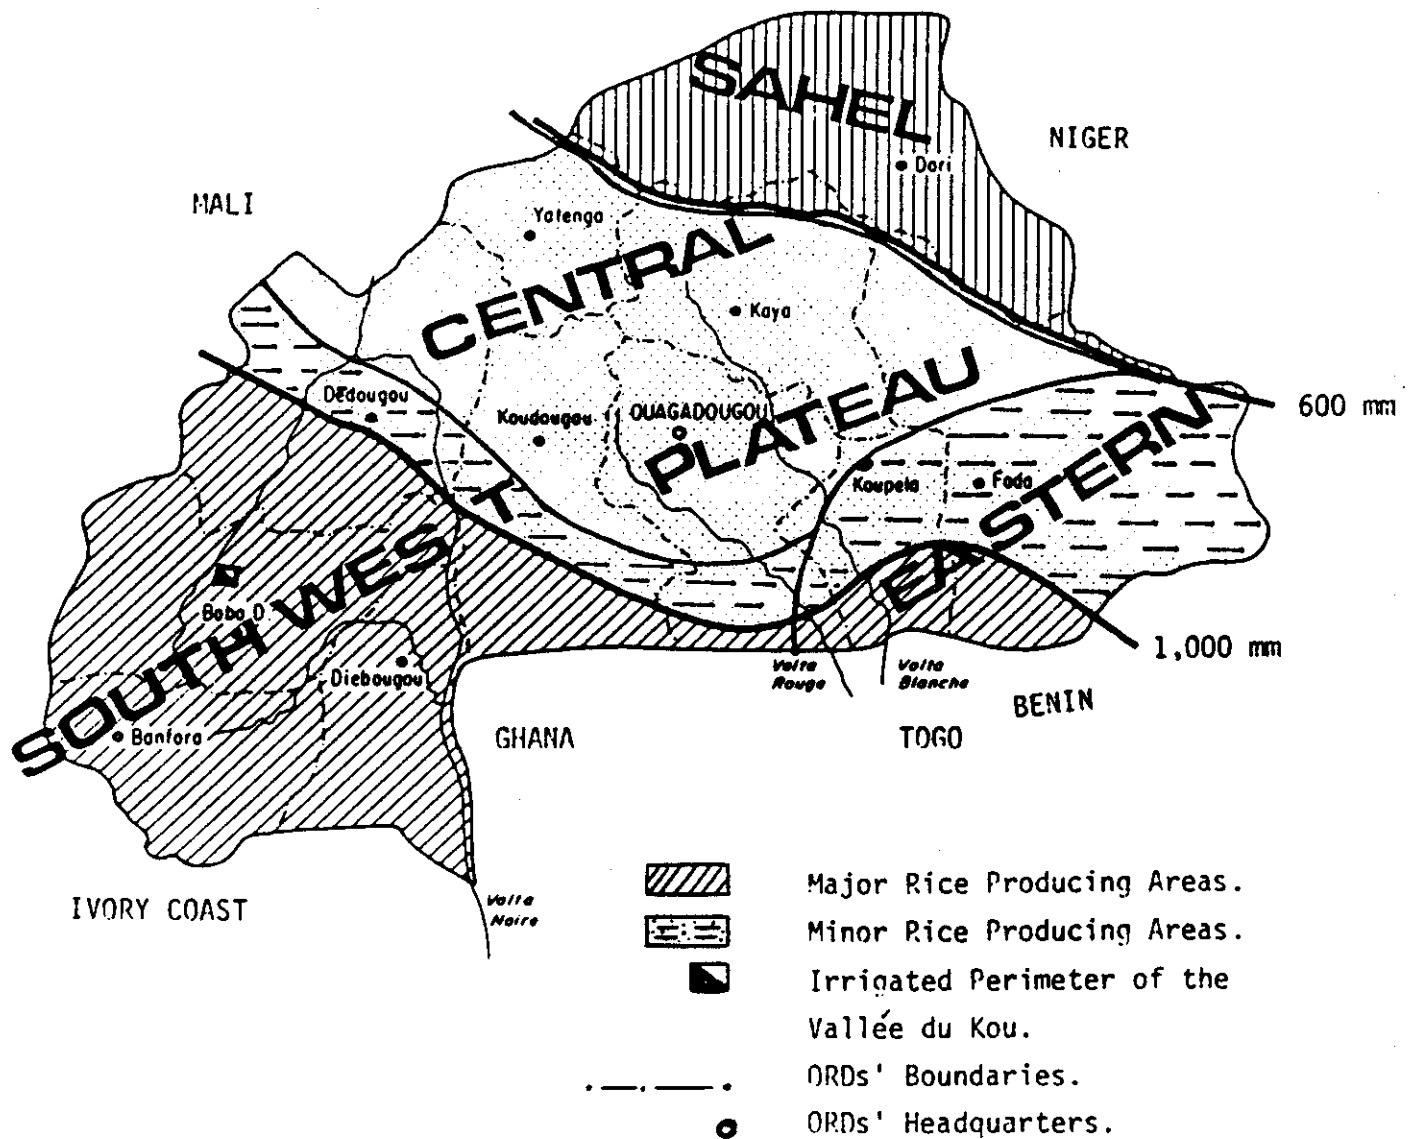 SAHEL
NIGER
Dori
MALI
Yatenga
CENTRAL
Kaya
PLATEAU
Dédougou
Koudougou
OUAGADOUGOU
600 mm
Koupela
Fada
EASTERN
SOUTH WEST
Bobo D.
Diebougou
Banfora
1,000 mm
Volta
Rouge
Volta
Blanche
BENIN
GHANA
TOGO
IVORY COAST
Volta
Noire
Major Rice Producing Areas.
Minor Rice Producing Areas.
Irrigated Perimeter of the
Vallée du Kou.
ORDs' Boundaries.
ORDs' Headquarters.